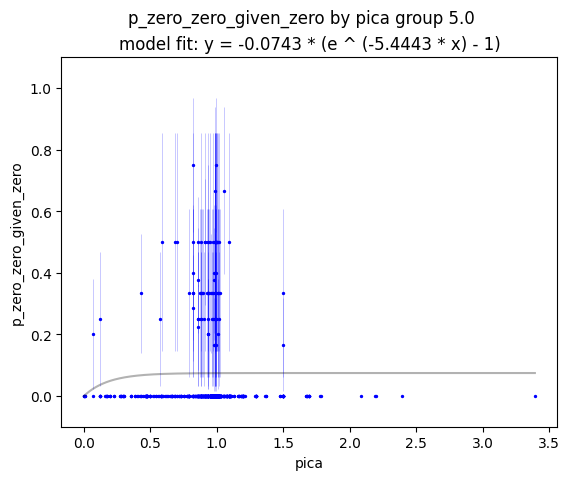 p_zero_zero_given_zero by pica group 5.0
model fit: y = -0.0743 * (e ^ (-5.4443 * x) - 1)
1.0
0.8
0.6
0.4
0.2
0.0
p_zero_zero_given_zero
0.0 0.5 1.0 1.5 2.0 2.5 3.0 3.5
pica